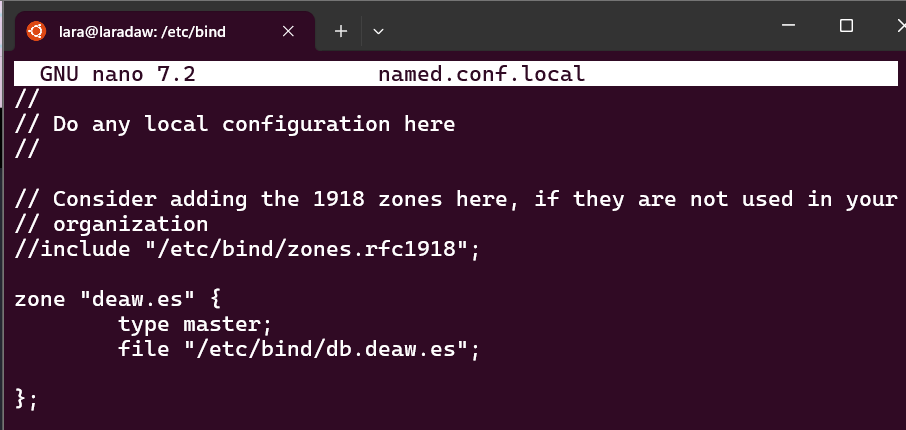 lara@laradaw: /etc/bind
GNU nano 7.2 named.conf.local
//
// Do any local configuration here
//
// Consider adding the 1918 zones here, if they are not used in your
// organization
//include "/etc/bind/zones.rfc1918";
zone "deaw.es" {
        type master;
        file "/etc/bind/db.deaw.es";
};